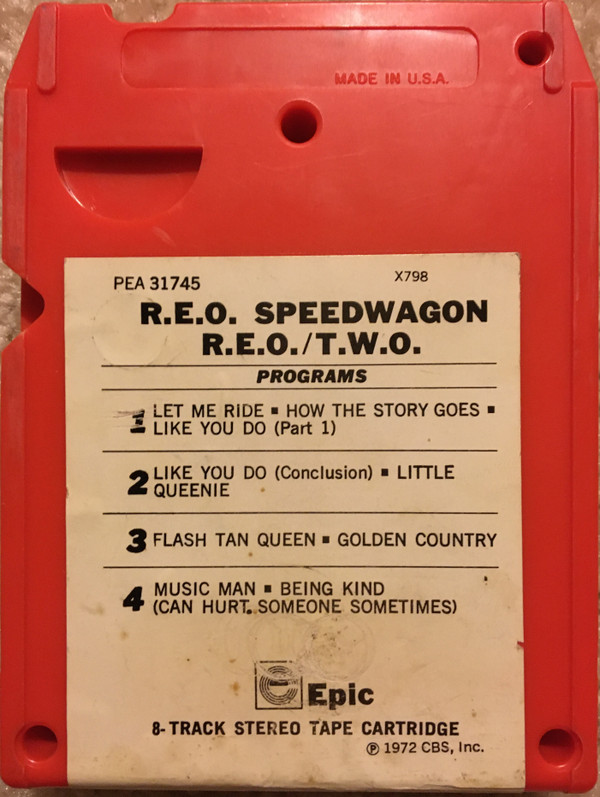 MADE IN U.S.A.
PEA 31745 X798
R.E.O. SPEEDWAGON
R.E.O./T.W.O.
PROGRAMS
1 LET ME RIDE ▪ HOW THE STORY GOES ▪
LIKE YOU DO (Part 1)
2 LIKE YOU DO (Conclusion) ▪ LITTLE
QUEENIE
3 FLASH TAN QUEEN ▪ GOLDEN COUNTRY
4 MUSIC MAN ▪ BEING KIND
(CAN HURT SOMEONE SOMETIMES)
Epic
8-TRACK STEREO TAPE CARTRIDGE
℗ 1972 CBS, Inc.